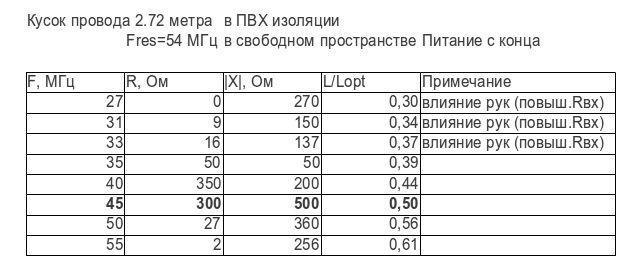 Кусок провода 2.72 метра в ПВХ изоляции
Fres=54 МГц в свободном пространстве Питание с конца
F, МГц R, Ом |X|, Ом L/Lopt Примечание
27 0 270 0,30 влияние рук (повыш.Rвх)
31 9 150 0,34 влияние рук (повыш.Rвх)
33 16 137 0,37 влияние рук (повыш.Rвх)
35 50 50 0,39
40 350 200 0,44
45 300 500 0,50
50 27 360 0,56
55 2 256 0,61